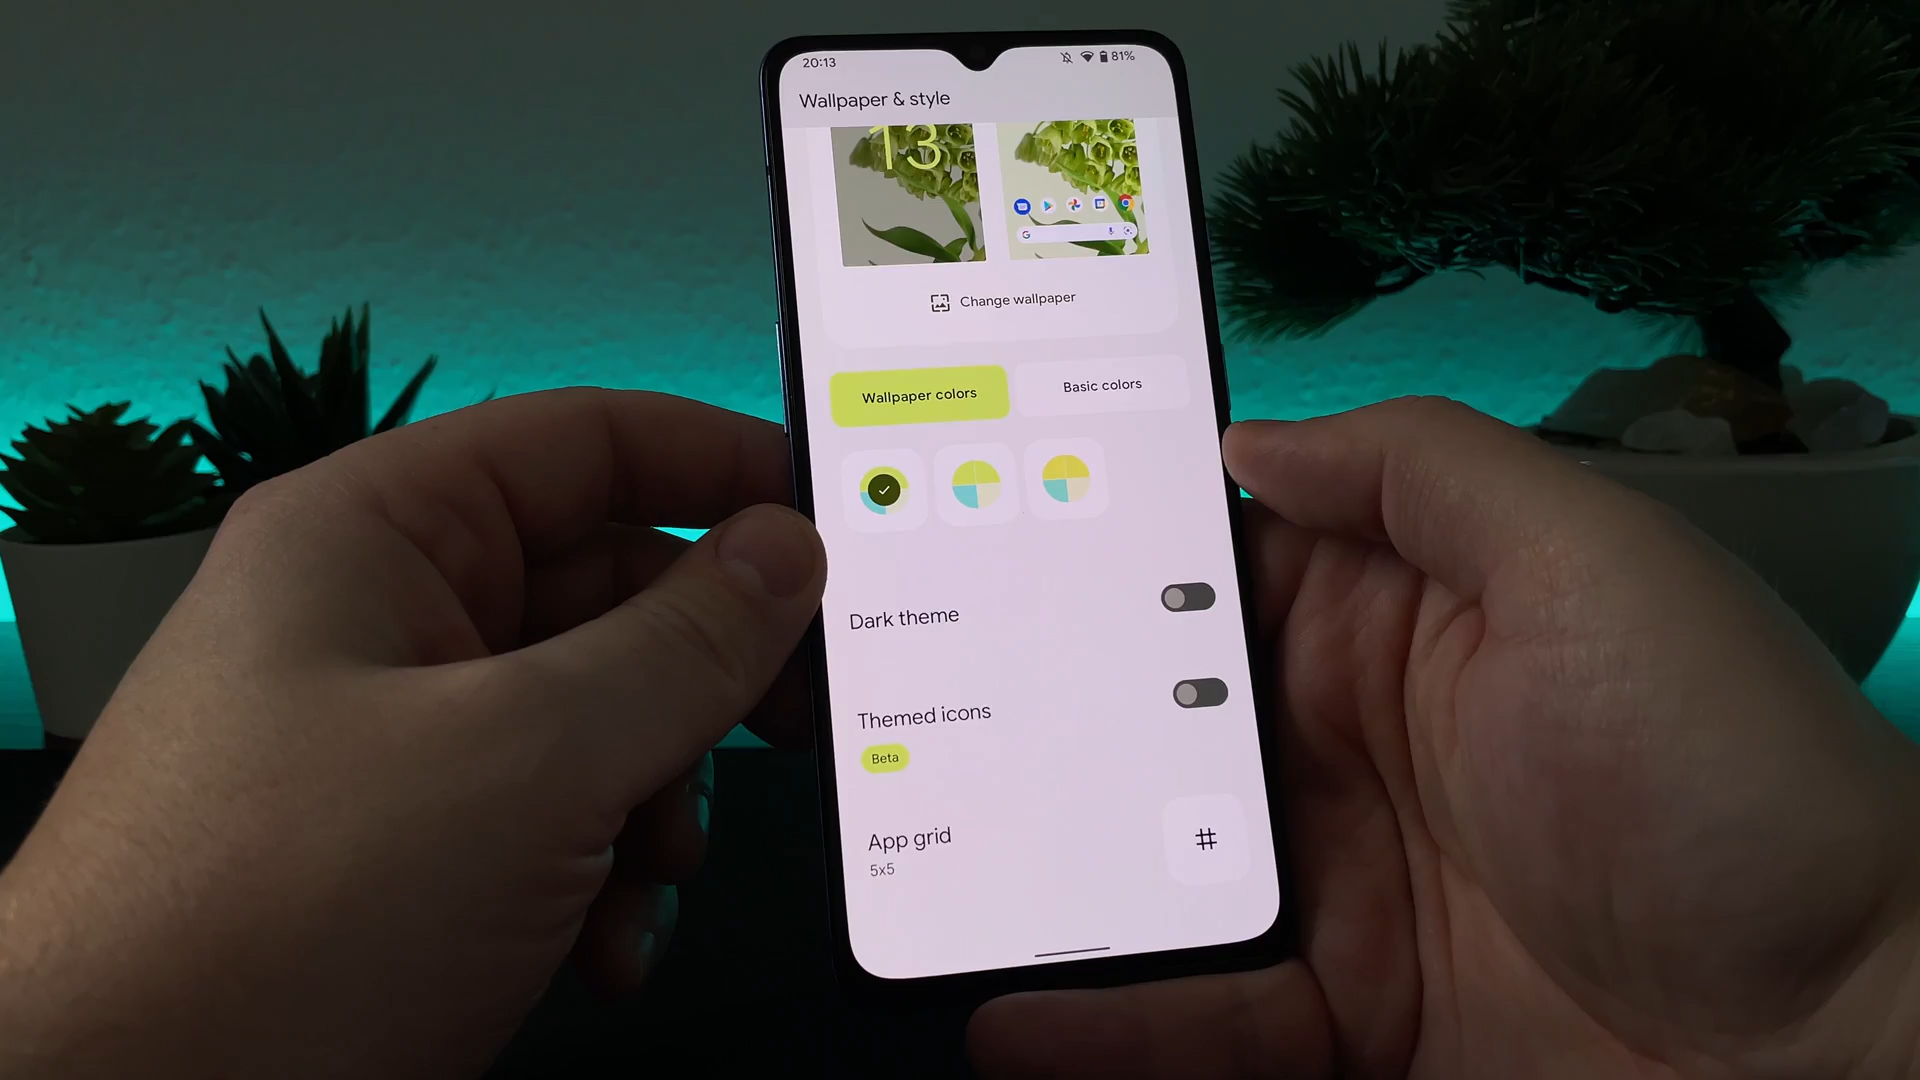 20:13
81%
Wallpaper & style
13
G
Change wallpaper
Wallpaper colors
Basic colors
Dark theme
Themed icons
Beta
App grid
5x5